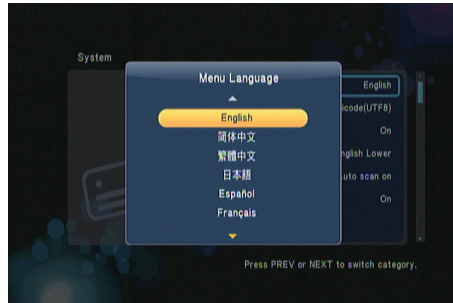 System
Menu Language
English
English
简体中文
繁體中文
日本語
Español
Français
icode(UTF8)
On
nglish Lower
uto scan on
On
Press PREV or NEXT to switch category.